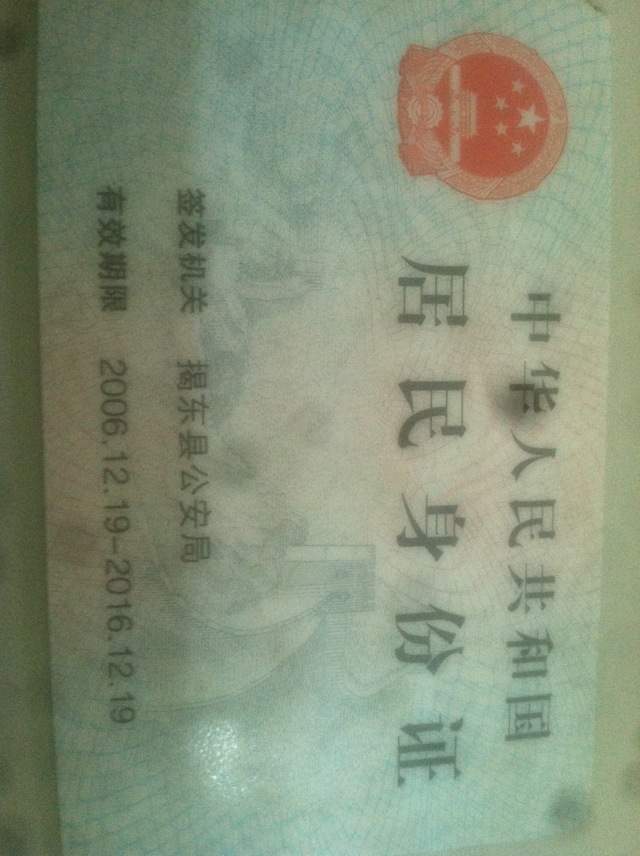 中华人民共和国
居民身份证
签发机关 揭东县公安局
有效期限 2006.12.19-2016.12.19